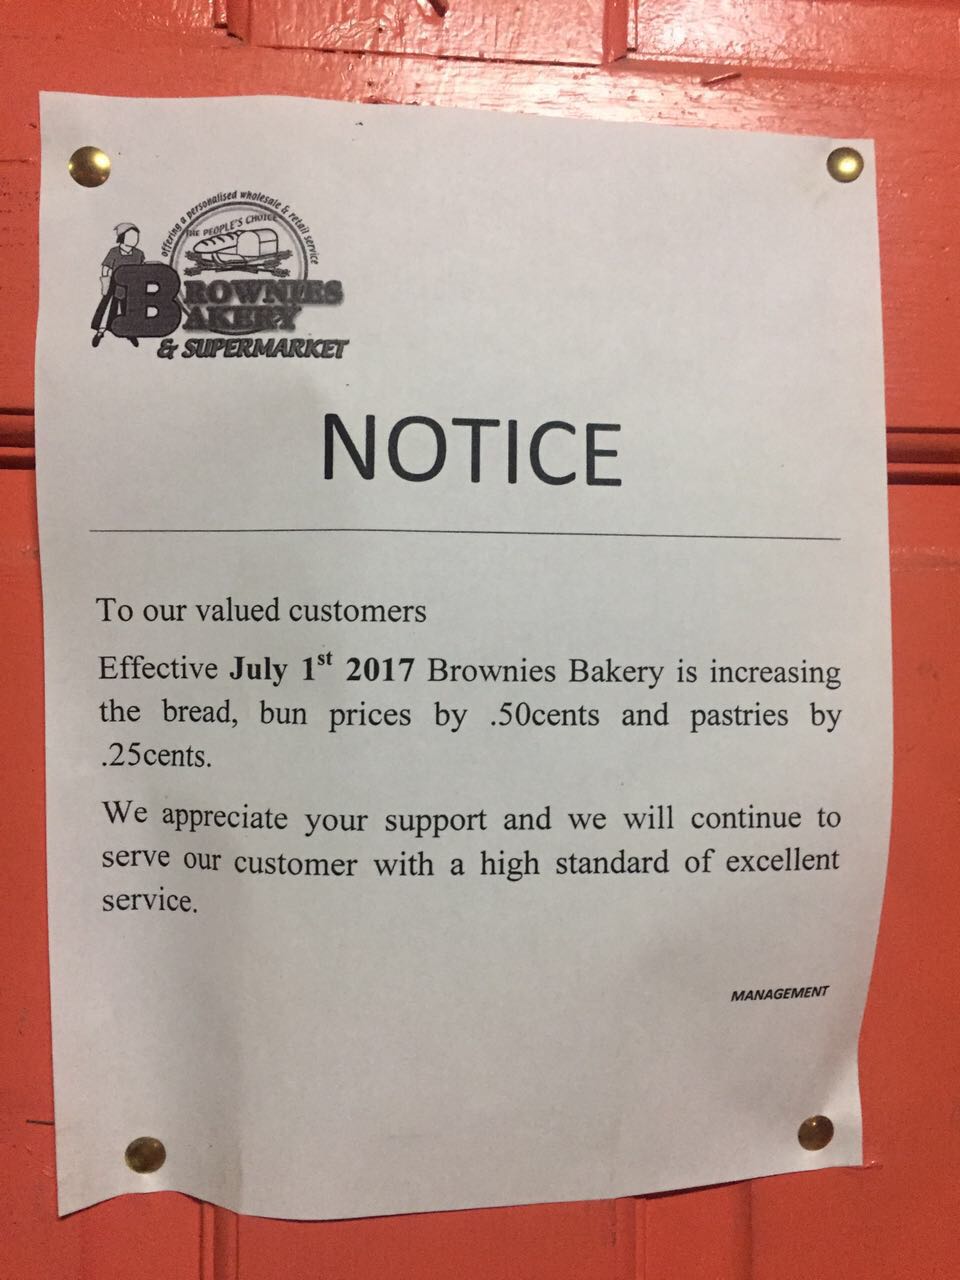 offering a personalised wholesale & retail service
THE PEOPLE'S CHOICE
BROWNIES
BAKERY
& SUPERMARKET
NOTICE
To our valued customers
Effective July 1st 2017 Brownies Bakery is increasing
the bread, bun prices by .50cents and pastries by
.25cents.
We appreciate your support and we will continue to
serve our customer with a high standard of excellent
service.
MANAGEMENT